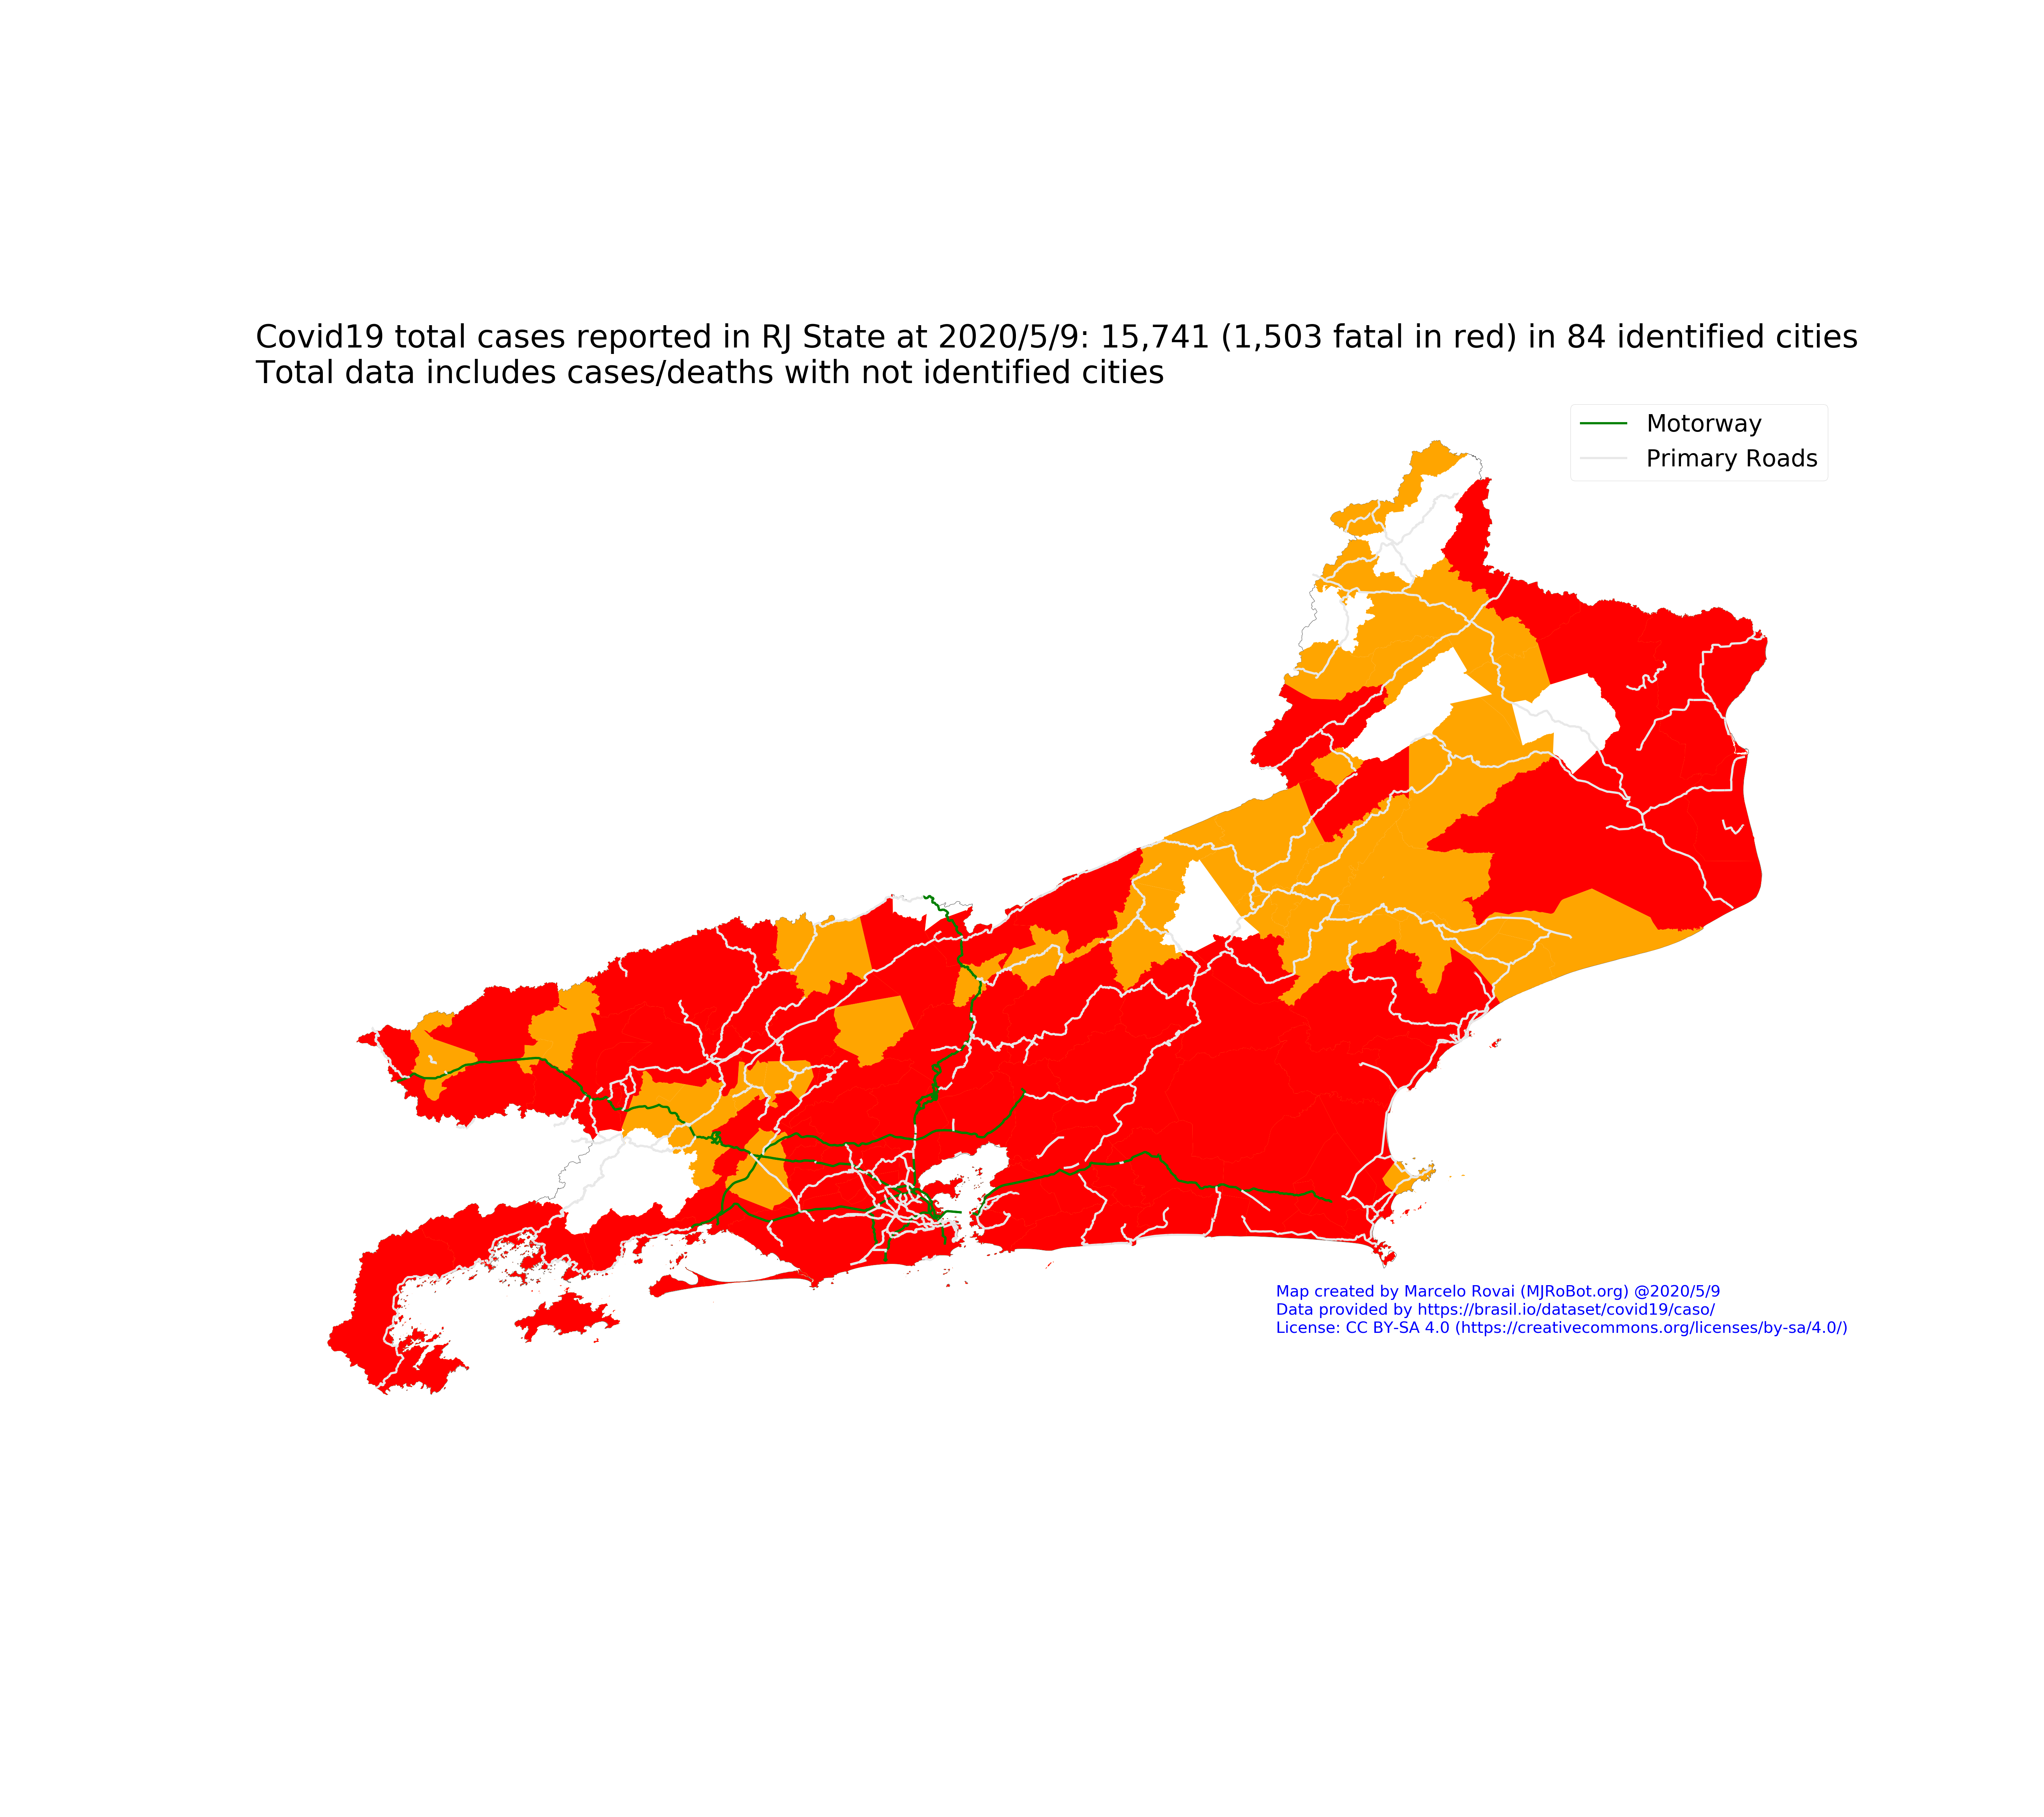 Covid19 total cases reported in RJ State at 2020/5/9: 15,741 (1,503 fatal in red) in 84 identified cities
Total data includes cases/deaths with not identified cities
Motorway
Primary Roads
Map created by Marcelo Rovai (MJRoBot.org) @2020/5/9
Data provided by https://brasil.io/dataset/covid19/caso/
License: CC BY-SA 4.0 (https://creativecommons.org/licenses/by-sa/4.0/)